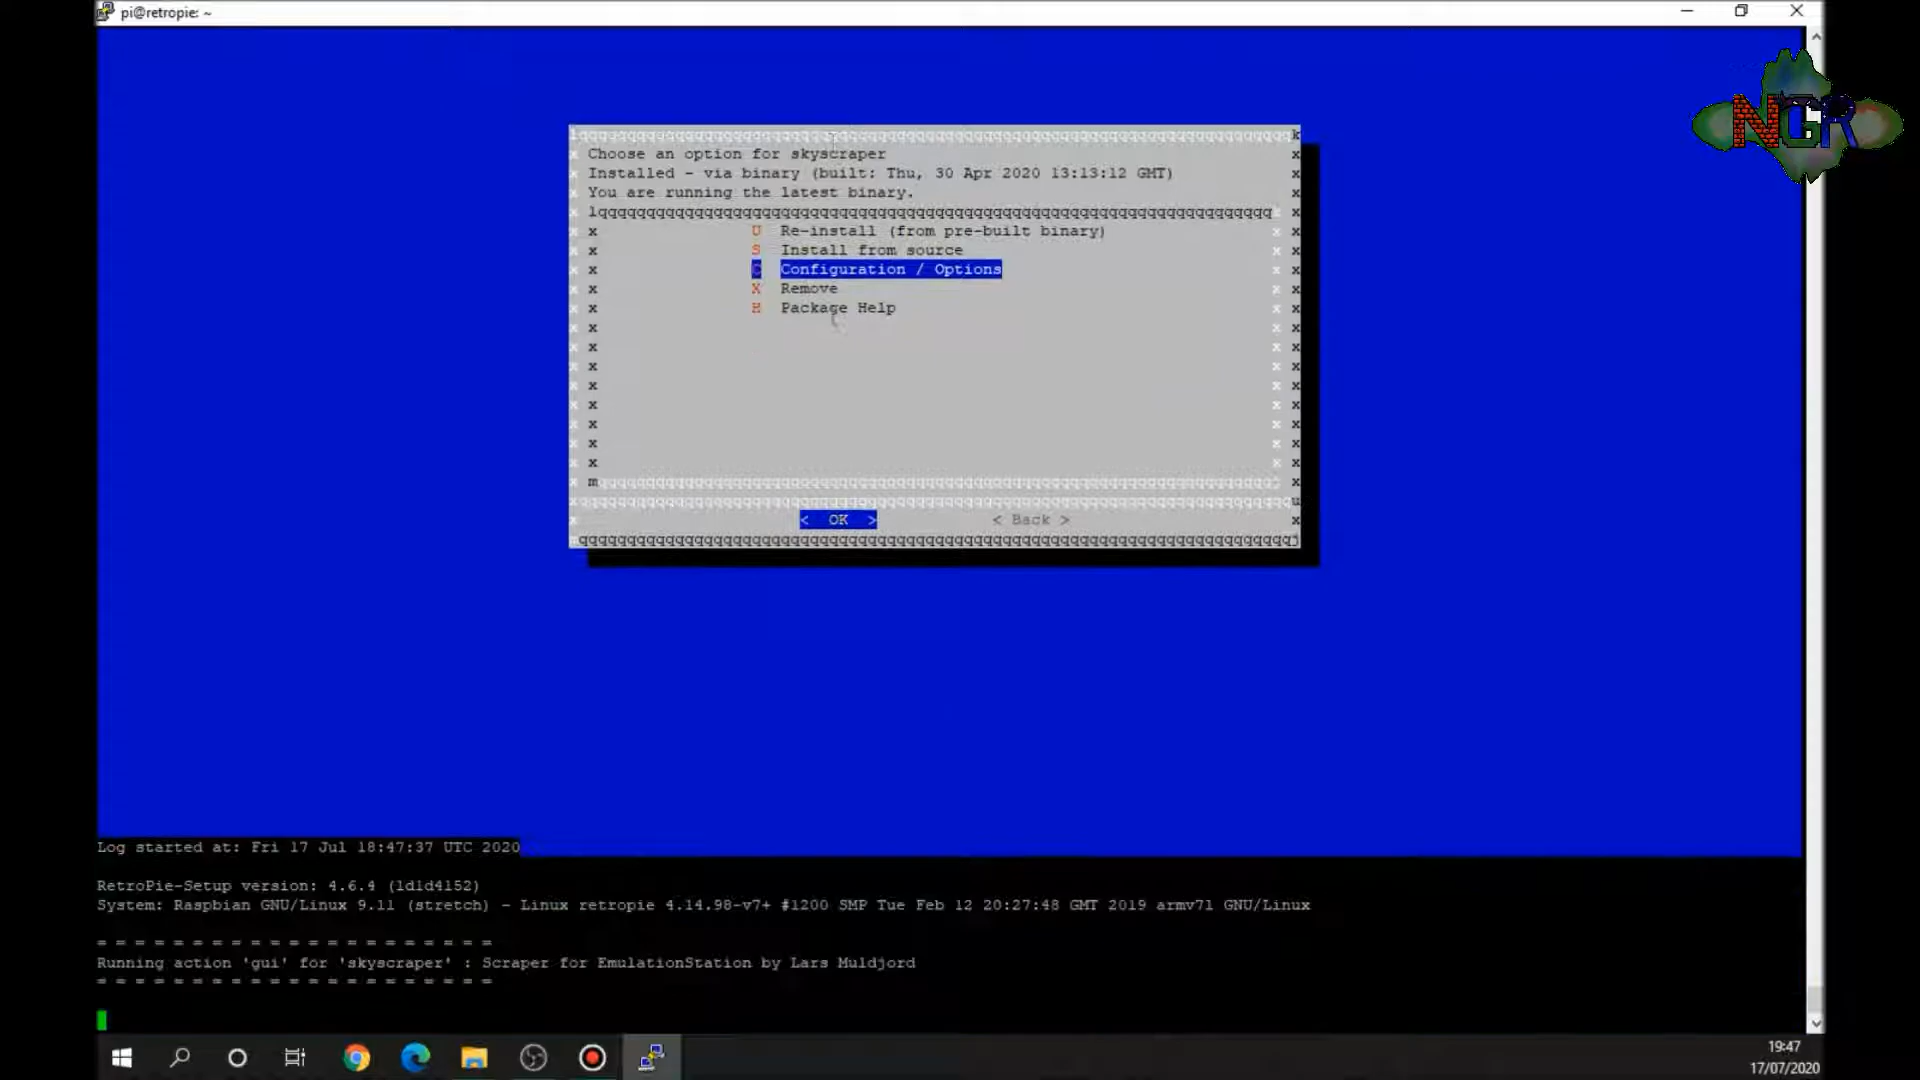 pi@retropie: ~
NGR
Choose an option for skyscraper
Installed - via binary (built: Thu, 30 Apr 2020 13:13:12 GMT)
You are running the latest binary.
U Re-install (from pre-built binary)
S Install from source
C Configuration / Options
X Remove
H Package Help
< OK > < Back >
Log started at: Fri 17 Jul 18:47:37 UTC 2020
RetroPie-Setup version: 4.6.4 (1d1d4152)
System: Raspbian GNU/Linux 9.11 (stretch) - Linux retropie 4.14.98-v7+ #1200 SMP Tue Feb 12 20:27:48 GMT 2019 armv7l GNU/Linux
= = = = = = = = = = = = = = = = = = = = =
Running action 'gui' for 'skyscraper' : Scraper for EmulationStation by Lars Muldjord
= = = = = = = = = = = = = = = = = = = = =
19:47
17/07/2020